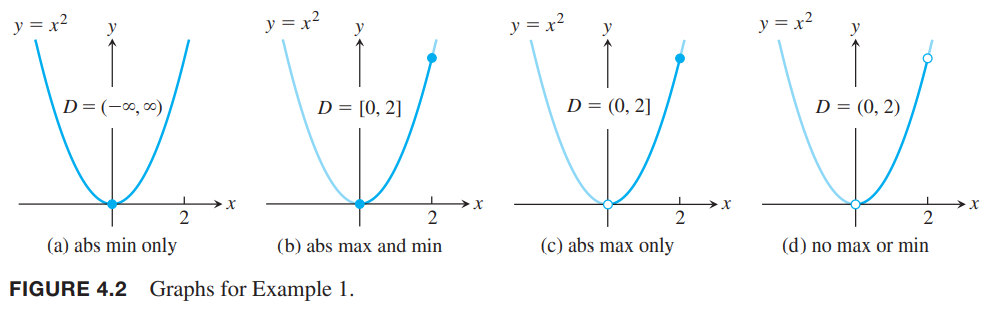 y = x²
y
D = (−∞, ∞)
2
x
(a) abs min only
y = x²
y
D = [0, 2]
2
x
(b) abs max and min
y = x²
y
D = (0, 2]
2
x
(c) abs max only
y = x²
y
D = (0, 2)
2
x
(d) no max or min
FIGURE 4.2 Graphs for Example 1.